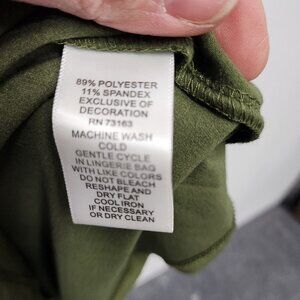 89% POLYESTER
11% SPANDEX
EXCLUSIVE OF
DECORATION
RN 73163
MACHINE WASH
COLD
GENTLE CYCLE
IN LINGERIE BAG
WITH LIKE COLORS
DO NOT BLEACH
RESHAPE AND
DRY FLAT
COOL IRON
IF NECESSARY
OR DRY CLEAN